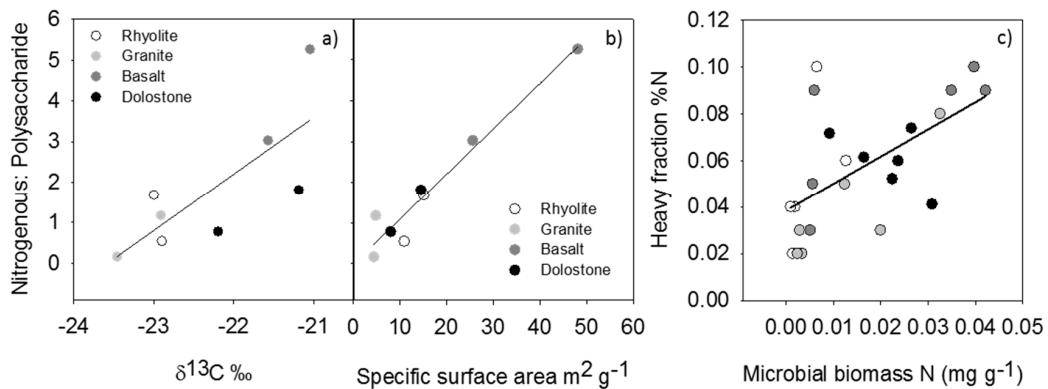 Nitrogenous: Polysaccharide
6
5
4
3
2
1
0
a)
Rhyolite
Granite
Basalt
Dolostone
-24 -23 -22 -21
δ13C ‰
b)
Rhyolite
Granite
Basalt
Dolostone
0 10 20 30 40 50 60
Specific surface area m2 g-1
c)
Heavy fraction %N
0.10
0.08
0.06
0.04
0.02
0.00
0.00 0.01 0.02 0.03 0.04 0.05
Microbial biomass N (mg g-1)